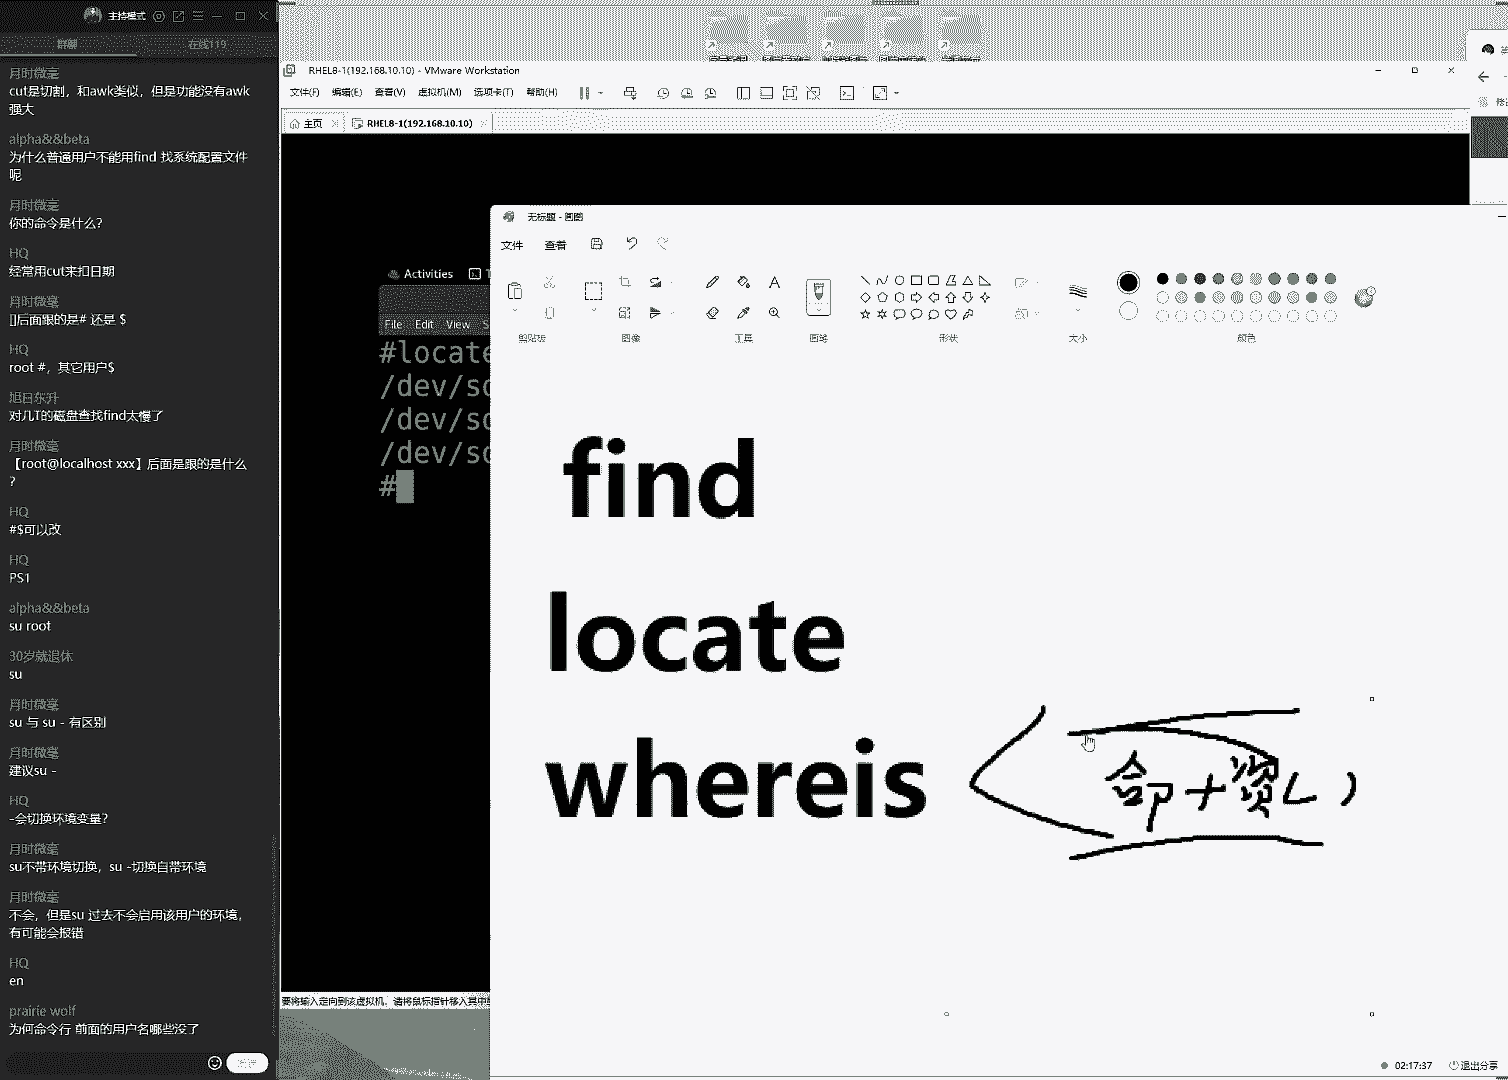 主持模式
群聊
在线119
月时微毫
cut是切割，和awk类似，但是功能没有awk
强大
alpha&&beta
为什么普通用户不能用find 找系统配置文件
呢
月时微毫
你的命令是什么?
HQ
经常用cut来扣日期
月时微毫
[]后面跟的是# 还是 $
HQ
root #，其它用户$
旭日东升
对几T的磁盘查找find太慢了
月时微毫
【root@localhost xxx】后面是跟的是什么
?
HQ
#$可以改
HQ
PS1
alpha&&beta
su root
30岁就退休
su
月时微毫
su 与 su - 有区别
月时微毫
建议su -
HQ
-会切换环境变量?
月时微毫
su不带环境切换，su -切换自带环境
月时微毫
不会，但是su 过去不会启用该用户的环境，
有可能会报错
HQ
en
prairie wolf
为何命令行 前面的用户名哪些没了
RHEL8-1(192.168.10.10) - VMware Workstation
文件(F) 编辑(E) 查看(V) 虚拟机(M) 选项卡(T) 帮助(H)
主页 RHEL8-1(192.168.10.10)
Activities
File Edit View
#locate
/dev/sd
/dev/sd
/dev/sd
#
要将输入定向到该虚拟机，请将鼠标指针移入其中
无标题 - 画图
文件 查看
剪贴板 图像 工具 画笔 形状 大小 颜色
find
locate
whereis
02:17:37 退出分享